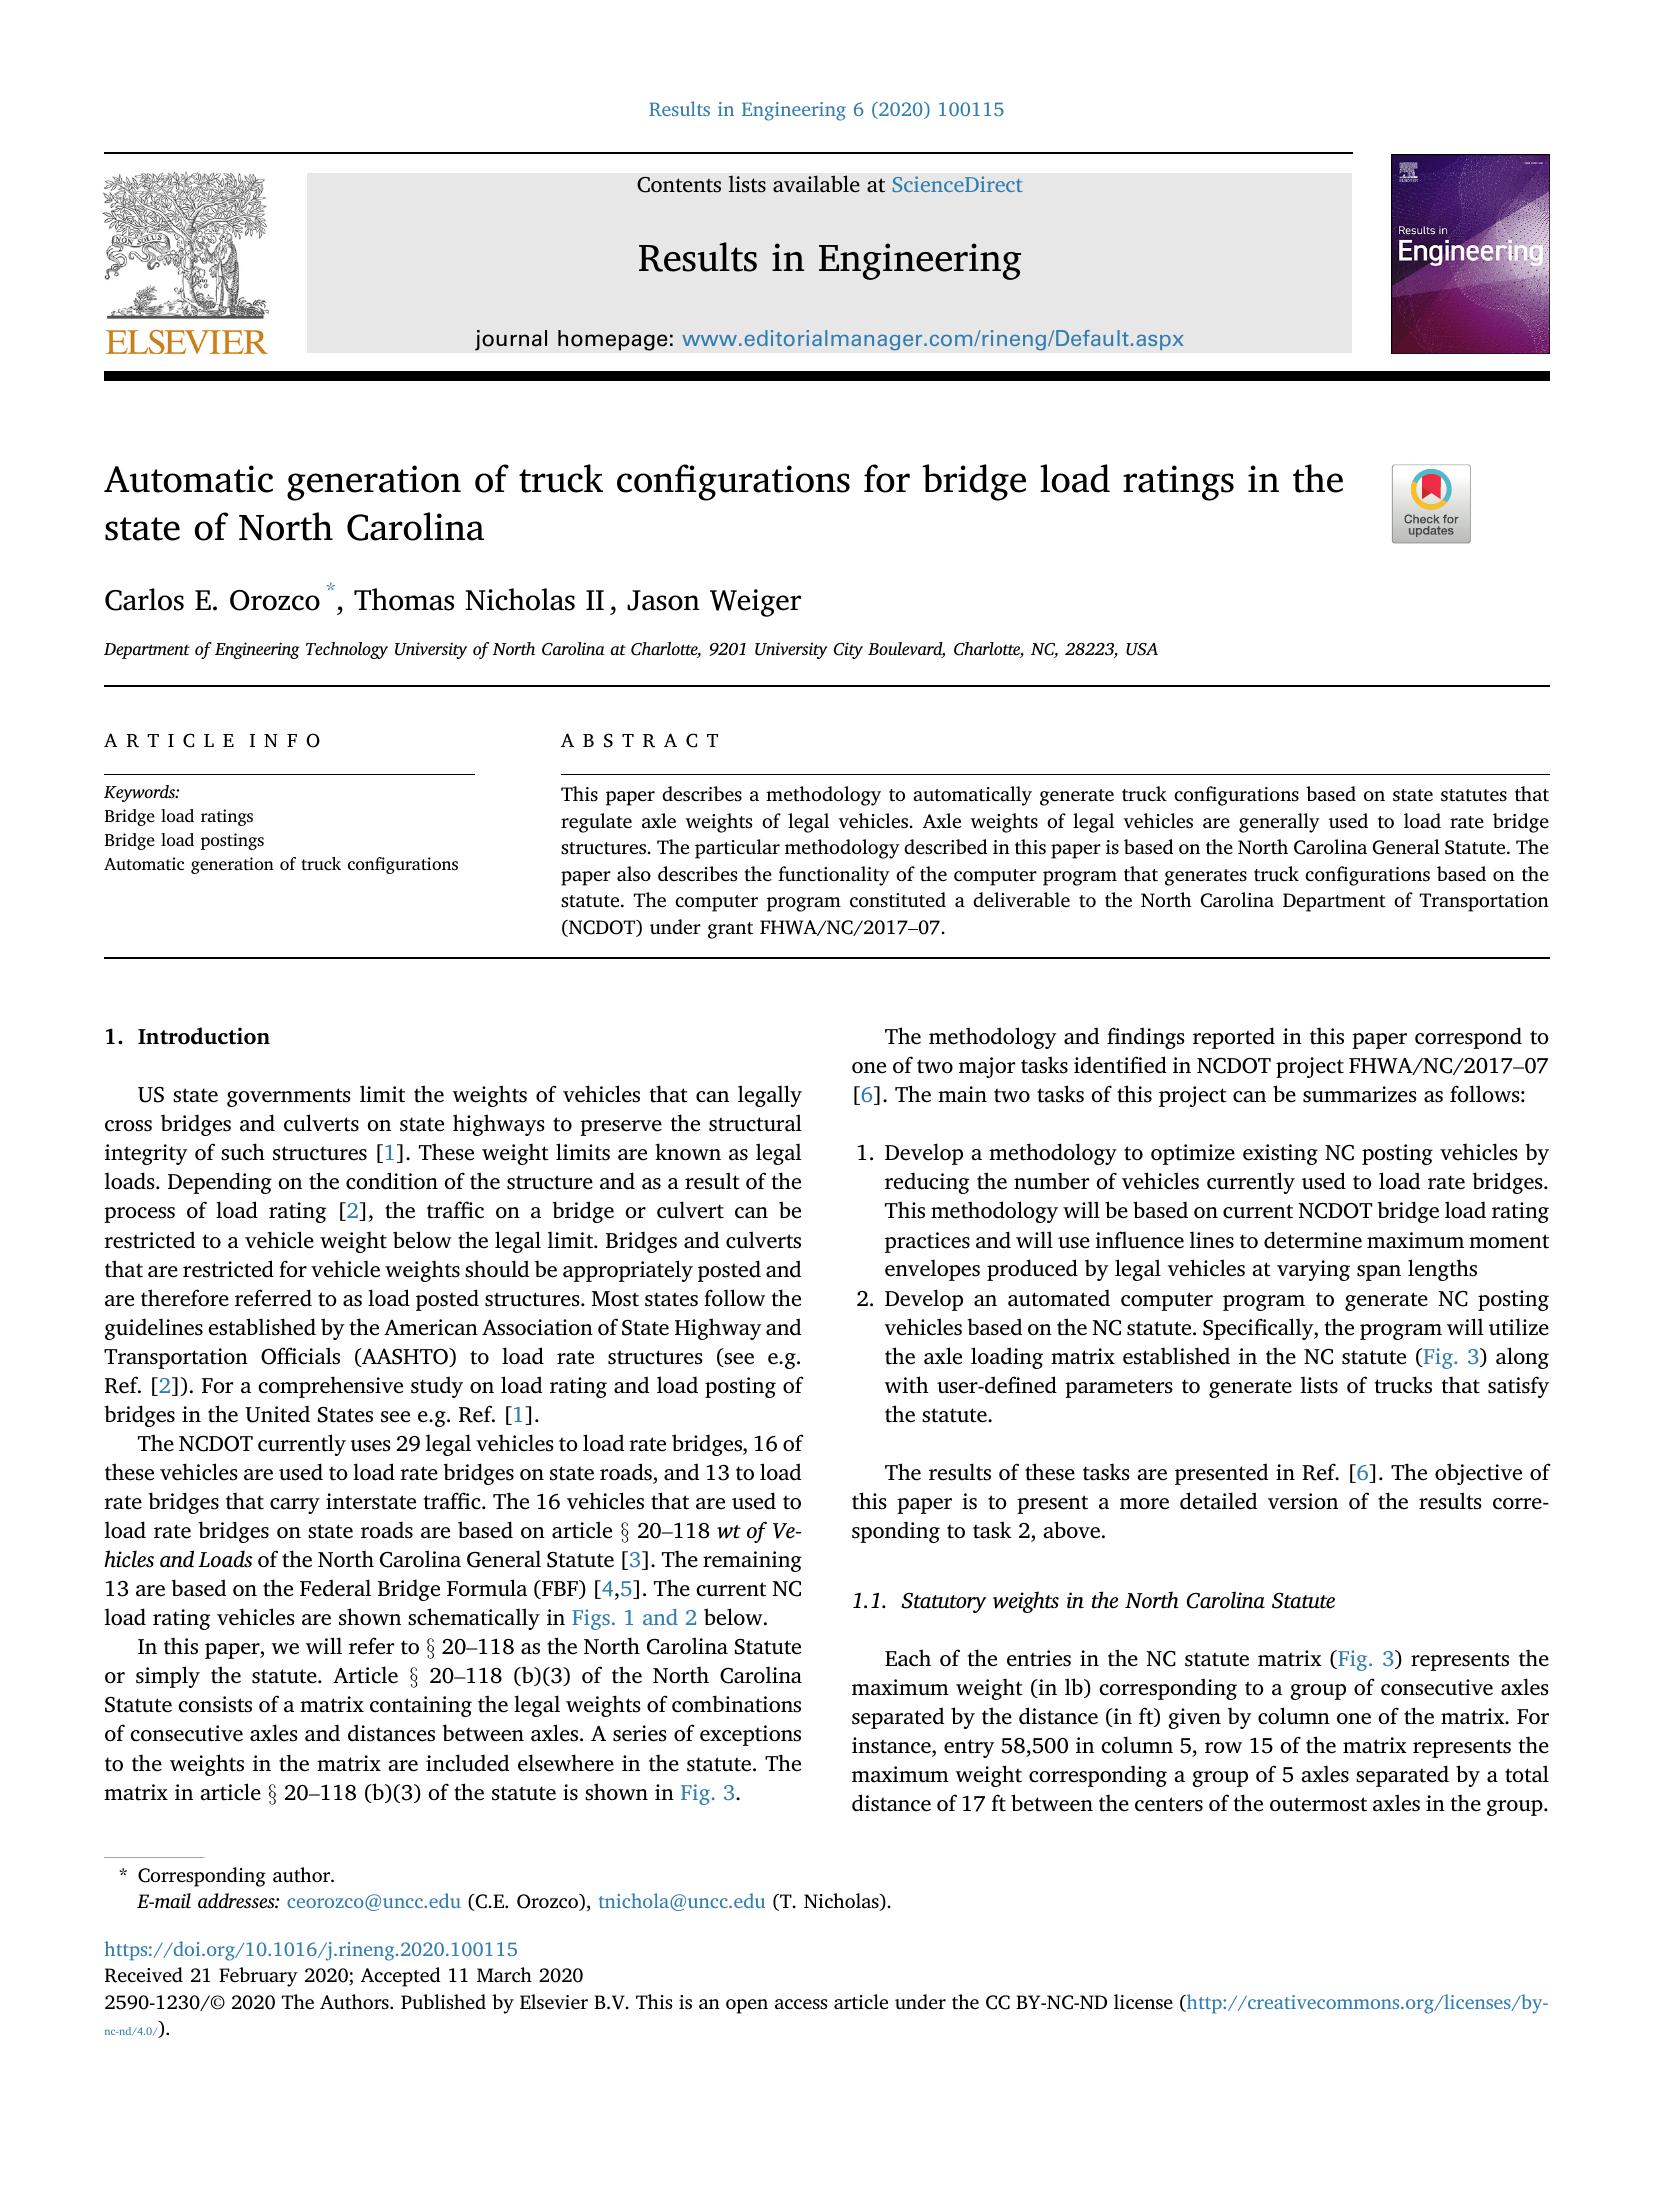 Results in Engineering 6 (2020) 100115
Contents lists available at ScienceDirect
Results in Engineering
journal homepage: www.editorialmanager.com/rineng/Default.aspx
NON SOLUS
ELSEVIER
ELSEVIER
Results in
Engineering
Automatic generation of truck configurations for bridge load ratings in the
state of North Carolina
Check for
updates
Carlos E. Orozco *, Thomas Nicholas II, Jason Weiger
Department of Engineering Technology University of North Carolina at Charlotte, 9201 University City Boulevard, Charlotte, NC, 28223, USA
A R T I C L E I N F O
Keywords:
Bridge load ratings
Bridge load postings
Automatic generation of truck configurations
A B S T R A C T
This paper describes a methodology to automatically generate truck configurations based on state statutes that
regulate axle weights of legal vehicles. Axle weights of legal vehicles are generally used to load rate bridge
structures. The particular methodology described in this paper is based on the North Carolina General Statute. The
paper also describes the functionality of the computer program that generates truck configurations based on the
statute. The computer program constituted a deliverable to the North Carolina Department of Transportation
(NCDOT) under grant FHWA/NC/2017–07.
1. Introduction
US state governments limit the weights of vehicles that can legally
cross bridges and culverts on state highways to preserve the structural
integrity of such structures [1]. These weight limits are known as legal
loads. Depending on the condition of the structure and as a result of the
process of load rating [2], the traffic on a bridge or culvert can be
restricted to a vehicle weight below the legal limit. Bridges and culverts
that are restricted for vehicle weights should be appropriately posted and
are therefore referred to as load posted structures. Most states follow the
guidelines established by the American Association of State Highway and
Transportation Officials (AASHTO) to load rate structures (see e.g.
Ref. [2]). For a comprehensive study on load rating and load posting of
bridges in the United States see e.g. Ref. [1].
The NCDOT currently uses 29 legal vehicles to load rate bridges, 16 of
these vehicles are used to load rate bridges on state roads, and 13 to load
rate bridges that carry interstate traffic. The 16 vehicles that are used to
load rate bridges on state roads are based on article § 20–118 wt of Ve-
hicles and Loads of the North Carolina General Statute [3]. The remaining
13 are based on the Federal Bridge Formula (FBF) [4,5]. The current NC
load rating vehicles are shown schematically in Figs. 1 and 2 below.
In this paper, we will refer to § 20–118 as the North Carolina Statute
or simply the statute. Article § 20–118 (b)(3) of the North Carolina
Statute consists of a matrix containing the legal weights of combinations
of consecutive axles and distances between axles. A series of exceptions
to the weights in the matrix are included elsewhere in the statute. The
matrix in article § 20–118 (b)(3) of the statute is shown in Fig. 3.
The methodology and findings reported in this paper correspond to
one of two major tasks identified in NCDOT project FHWA/NC/2017–07
[6]. The main two tasks of this project can be summarizes as follows:
1. Develop a methodology to optimize existing NC posting vehicles by
reducing the number of vehicles currently used to load rate bridges.
This methodology will be based on current NCDOT bridge load rating
practices and will use influence lines to determine maximum moment
envelopes produced by legal vehicles at varying span lengths
2. Develop an automated computer program to generate NC posting
vehicles based on the NC statute. Specifically, the program will utilize
the axle loading matrix established in the NC statute (Fig. 3) along
with user-defined parameters to generate lists of trucks that satisfy
the statute.
The results of these tasks are presented in Ref. [6]. The objective of
this paper is to present a more detailed version of the results corre-
sponding to task 2, above.
1.1. Statutory weights in the North Carolina Statute
Each of the entries in the NC statute matrix (Fig. 3) represents the
maximum weight (in lb) corresponding to a group of consecutive axles
separated by the distance (in ft) given by column one of the matrix. For
instance, entry 58,500 in column 5, row 15 of the matrix represents the
maximum weight corresponding a group of 5 axles separated by a total
distance of 17 ft between the centers of the outermost axles in the group.
* Corresponding author.
E-mail addresses: ceorozco@uncc.edu (C.E. Orozco), tnichola@uncc.edu (T. Nicholas).
https://doi.org/10.1016/j.rineng.2020.100115
Received 21 February 2020; Accepted 11 March 2020
2590-1230/© 2020 The Authors. Published by Elsevier B.V. This is an open access article under the CC BY-NC-ND license (http://creativecommons.org/licenses/by-
nc-nd/4.0/).